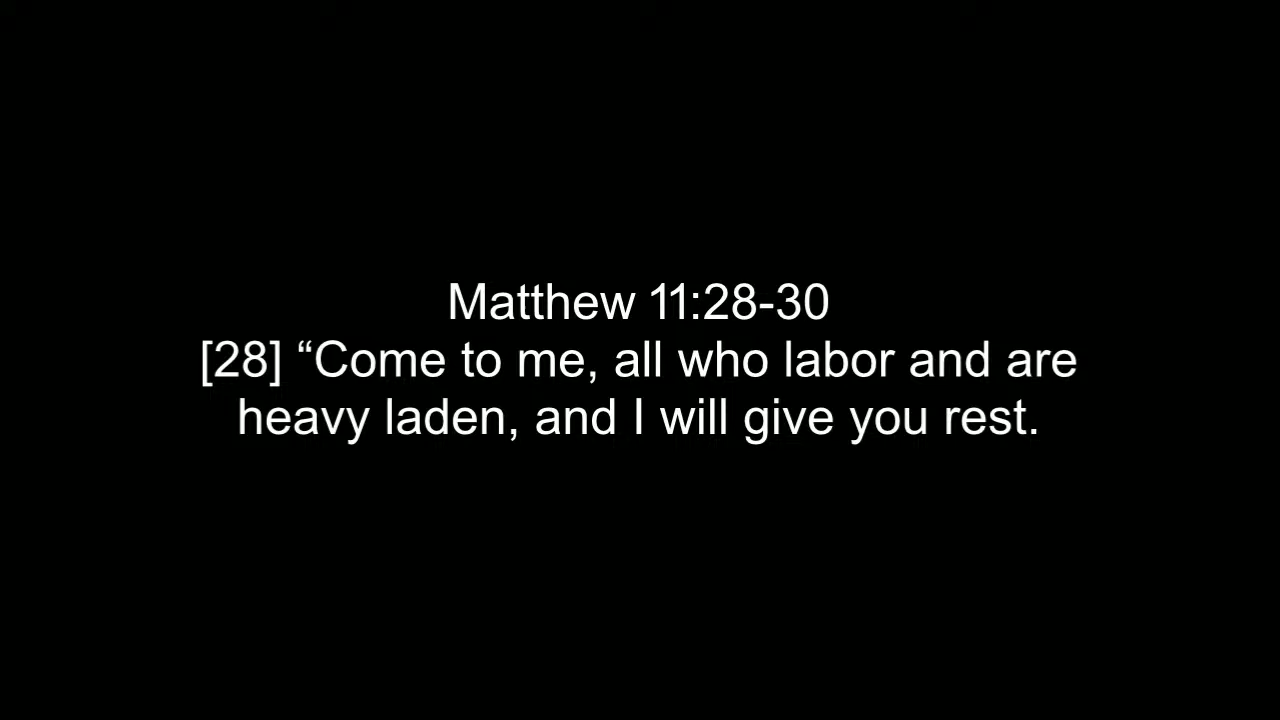 Matthew 11:28-30
[28] “Come to me, all who labor and are
heavy laden, and I will give you rest.